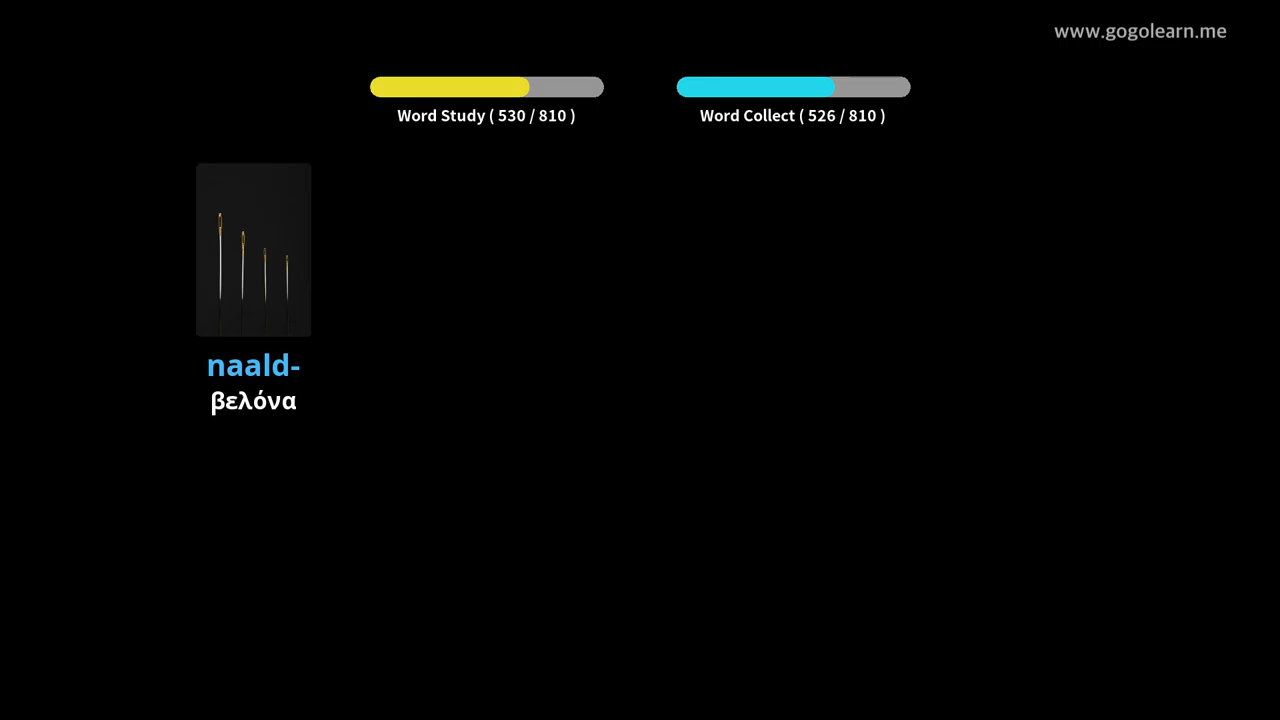 www.gogolearn.me
Word Study ( 530 / 810 )
Word Collect ( 526 / 810 )
naald-
βελόνα